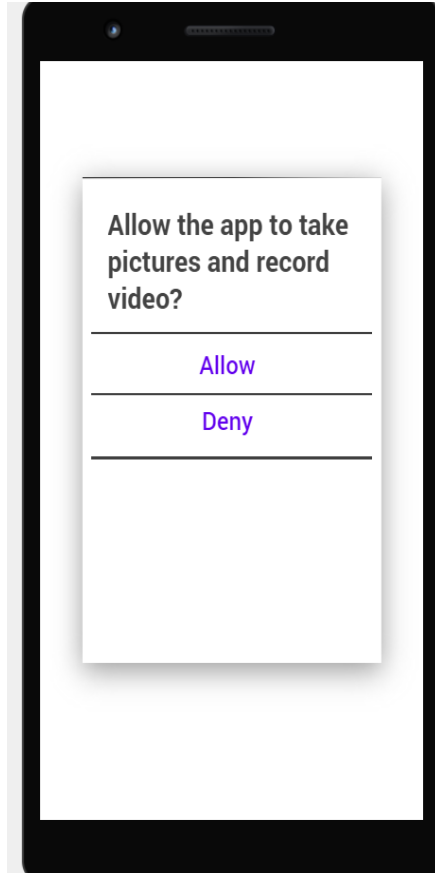 Allow the app to take
pictures and record
video?
Allow
Deny